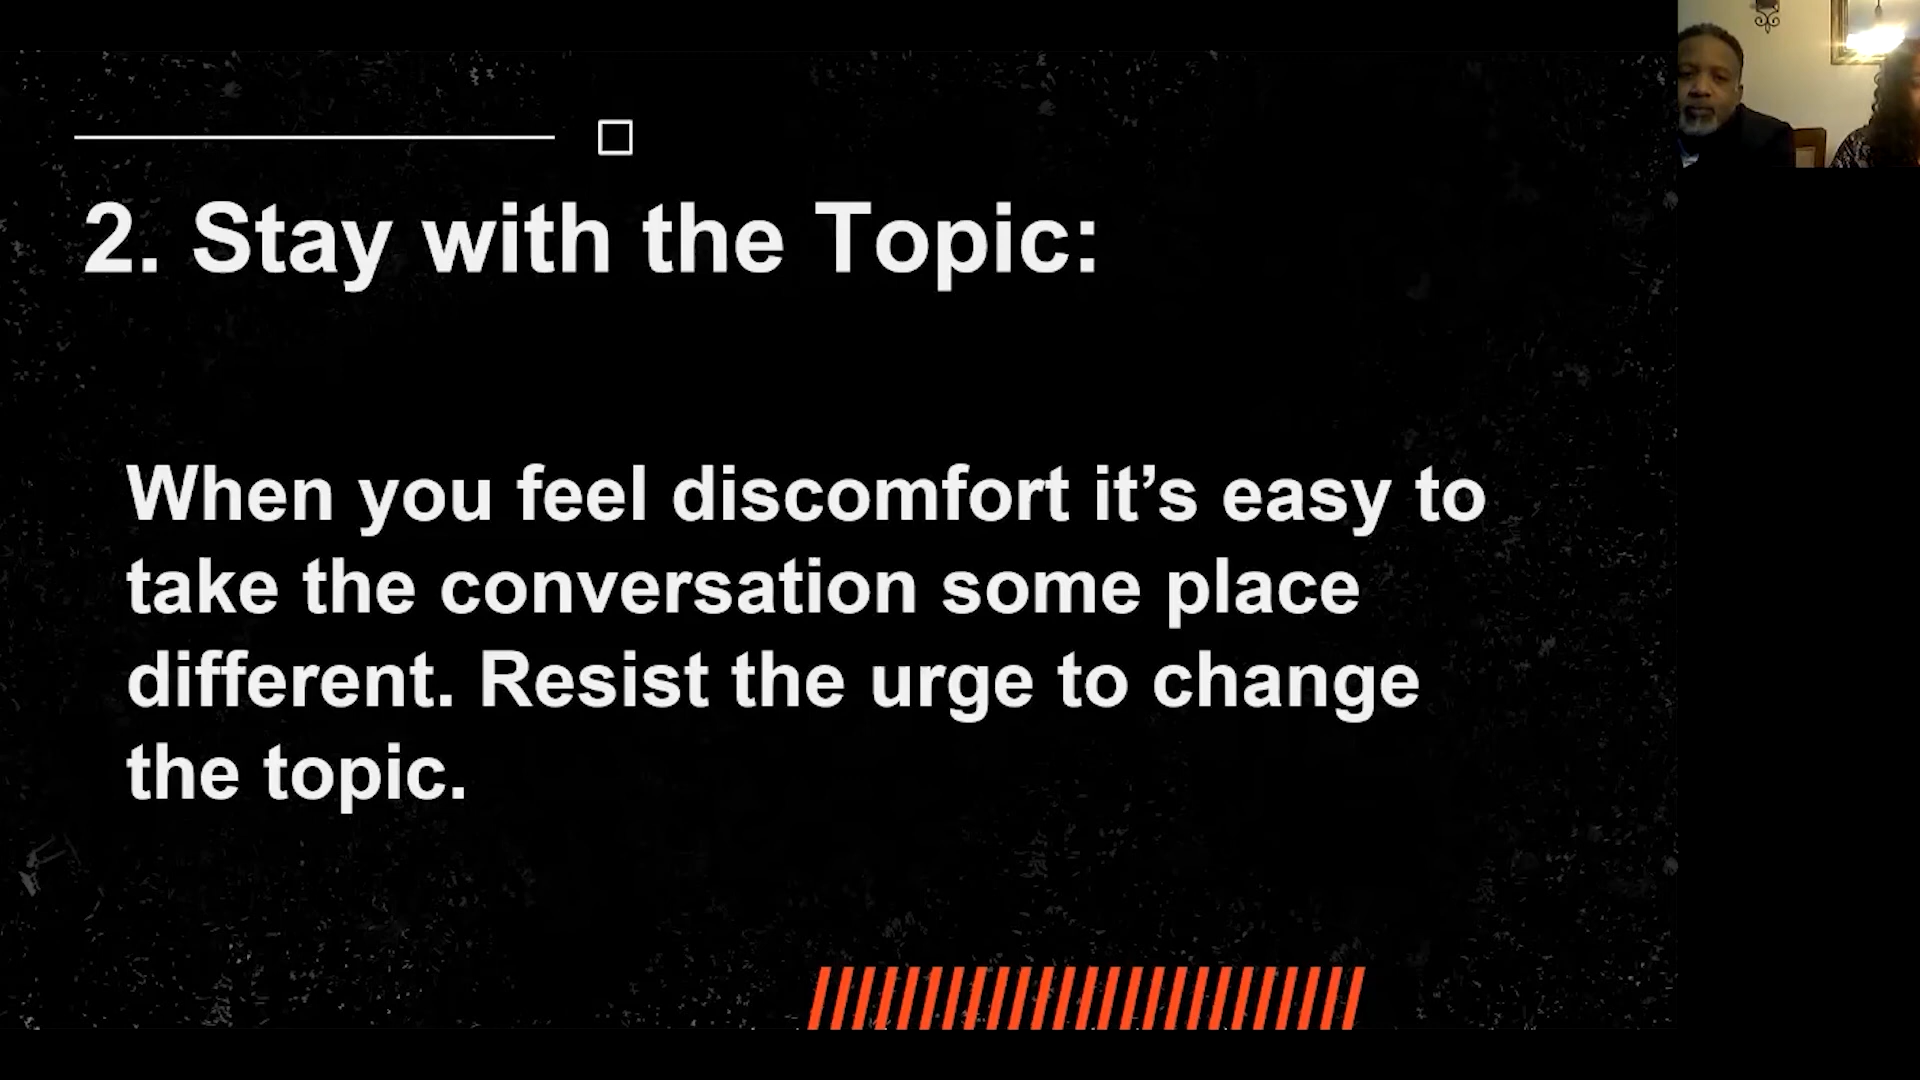 2. Stay with the Topic:
When you feel discomfort it’s easy to
take the conversation some place
different. Resist the urge to change
the topic.